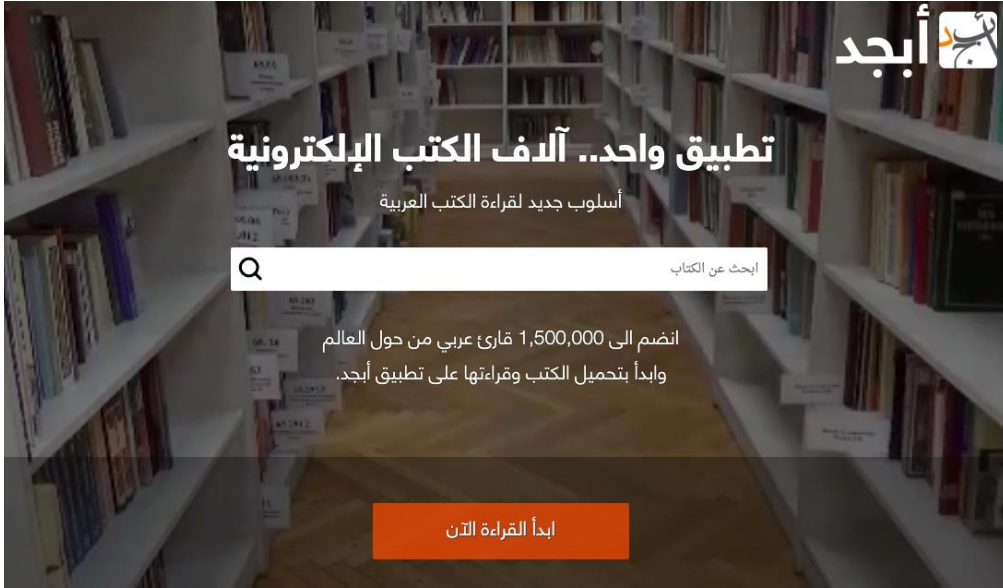 أبجد
تطبيق واحد.. آلاف الكتب الإلكترونية
أسلوب جديد لقراءة الكتب العربية
ابحث عن الكتاب
انضم الى 1,500,000 قارئ عربي من حول العالم
وابدأ بتحميل الكتب وقراءتها على تطبيق أبجد.
ابدأ القراءة الآن